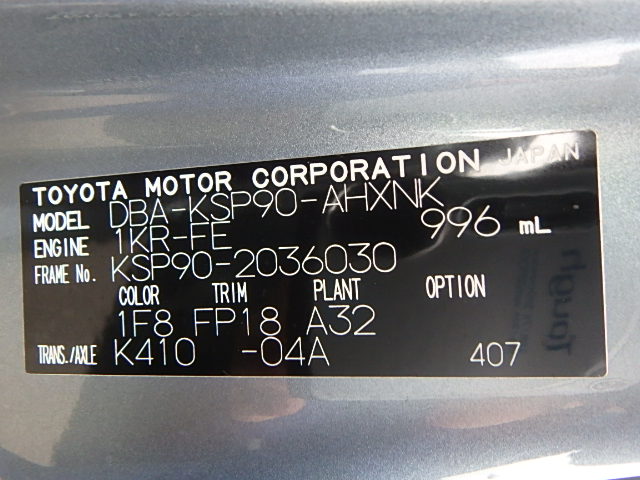 TOYOTA MOTOR CORPORATION JAPAN
MODEL DBA-KSP90-AHXNK
ENGINE 1KR-FE 996 mL
FRAME No. KSP90-2036030
COLOR TRIM PLANT OPTION
1F8 FP18 A32
TRANS./AXLE K410 -04A 407